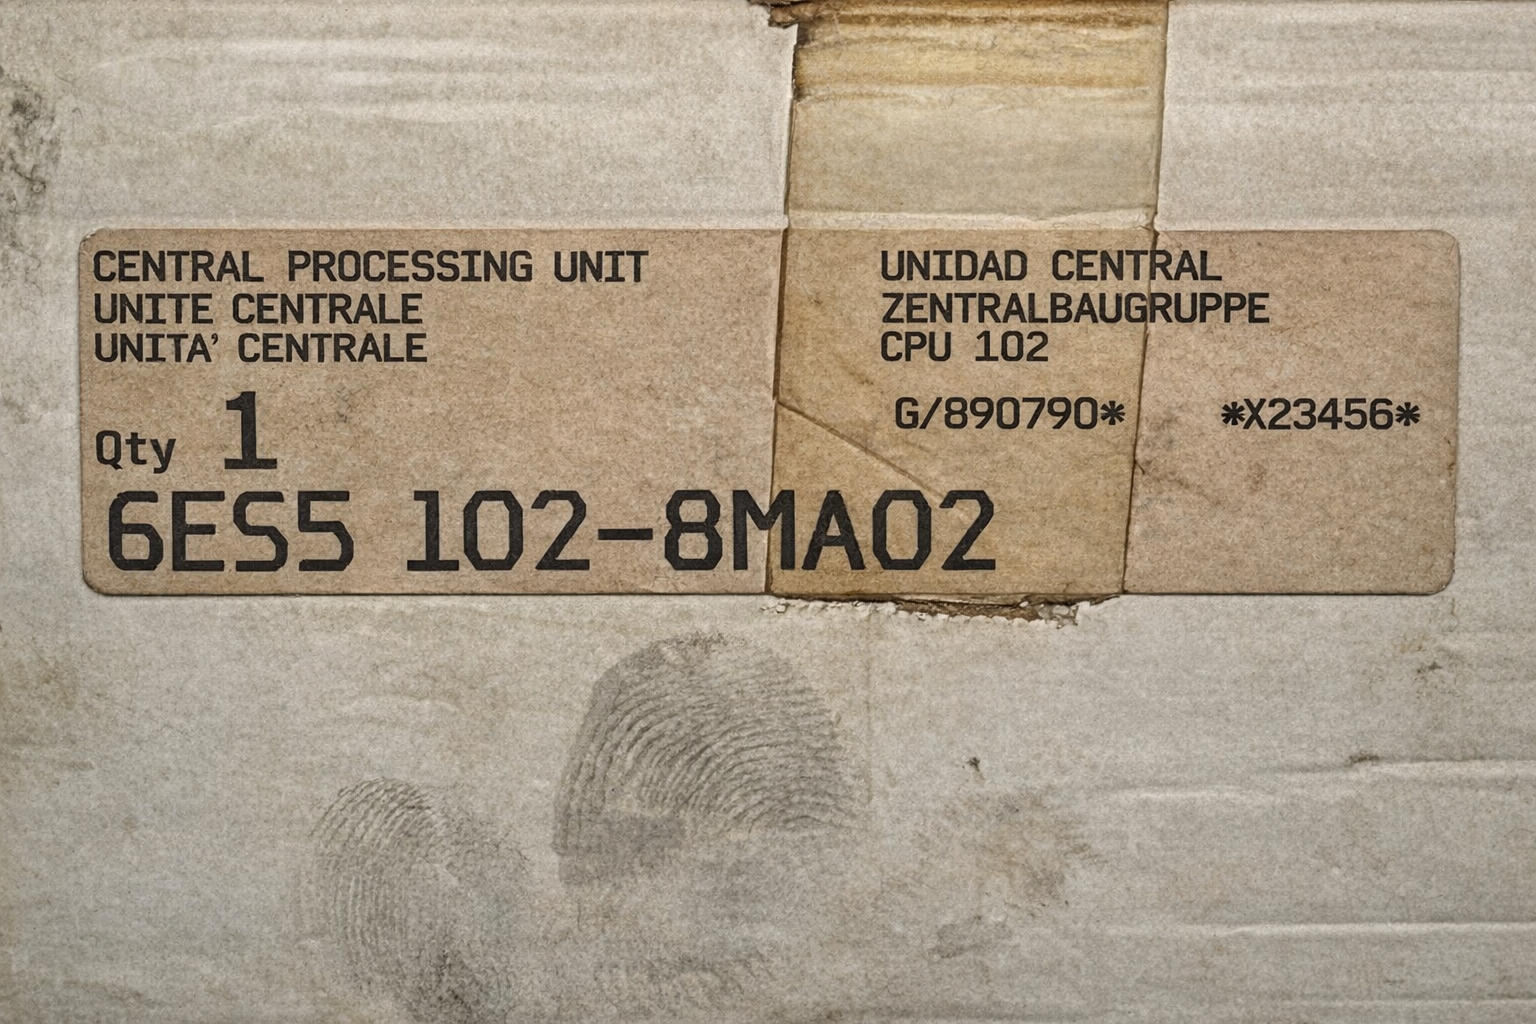 CENTRAL PROCESSING UNIT
UNITE CENTRALE
UNITA' CENTRALE
Qty 1
6ES5 102-8MA02
UNIDAD CENTRAL
ZENTRALBAUGRUPPE
CPU 102
G/890790* *X23456*